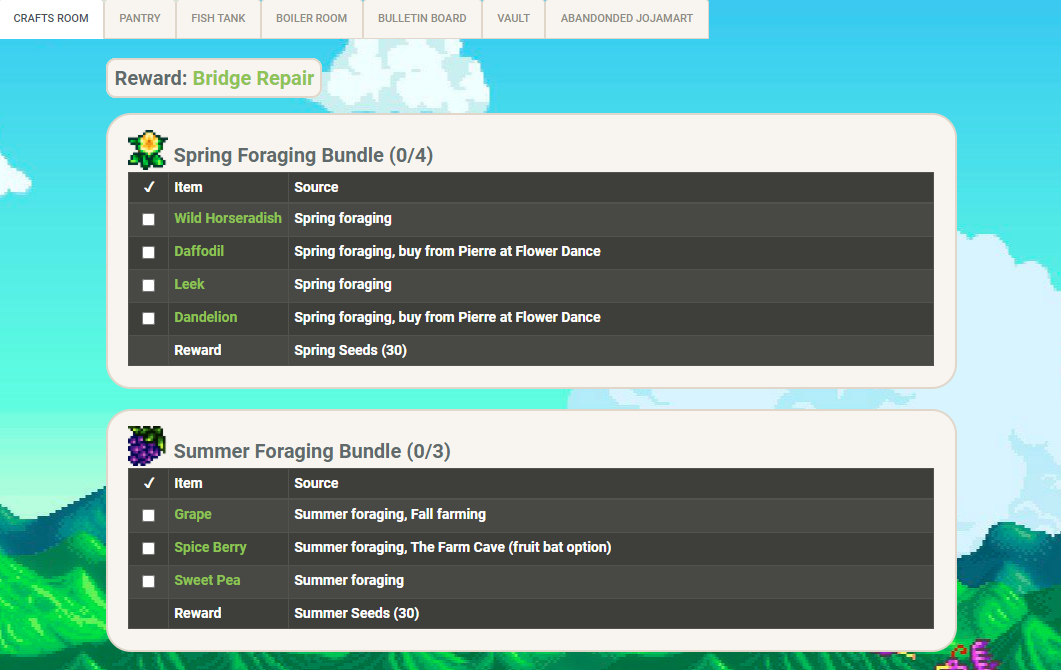 CRAFTS ROOM PANTRY FISH TANK BOILER ROOM BULLETIN BOARD VAULT ABANDONDED JOJAMART
Reward: Bridge Repair
Spring Foraging Bundle (0/4)
✓ Item Source
Wild Horseradish Spring foraging
Daffodil Spring foraging, buy from Pierre at Flower Dance
Leek Spring foraging
Dandelion Spring foraging, buy from Pierre at Flower Dance
Reward Spring Seeds (30)
Summer Foraging Bundle (0/3)
✓ Item Source
Grape Summer foraging, Fall farming
Spice Berry Summer foraging, The Farm Cave (fruit bat option)
Sweet Pea Summer foraging
Reward Summer Seeds (30)